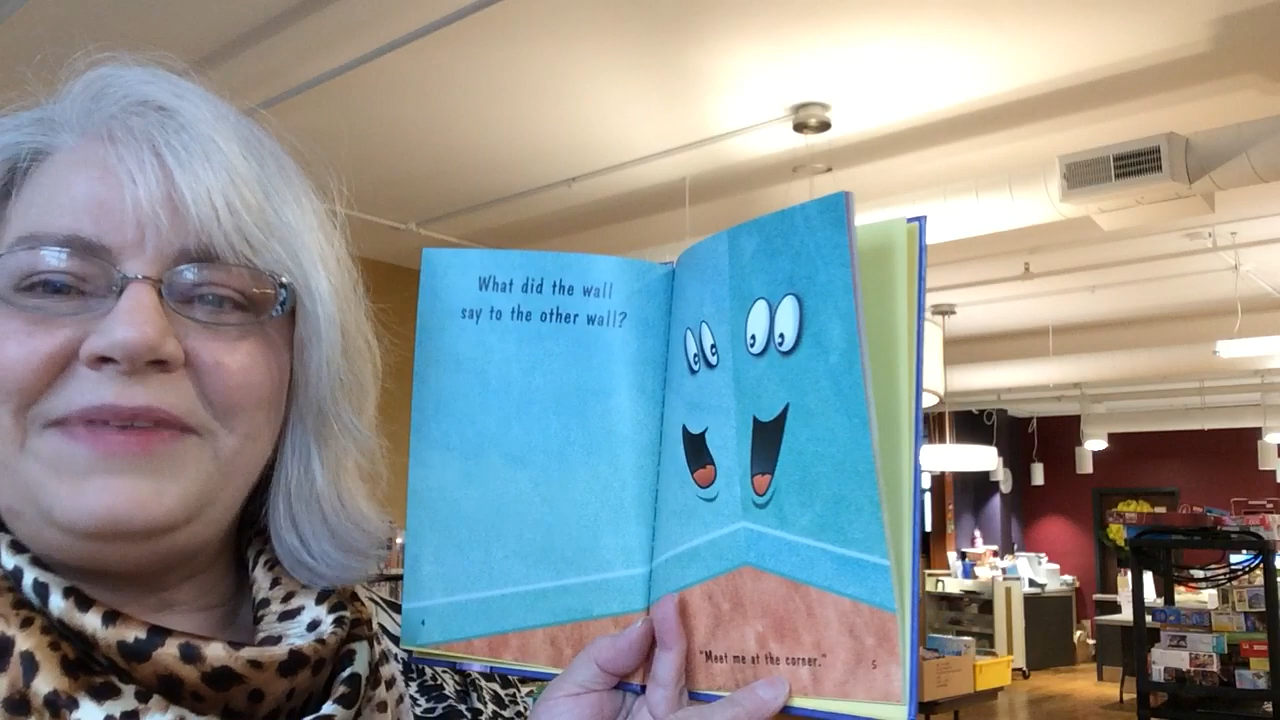 What did the wall
say to the other wall?
4
"Meet me at the corner."
5